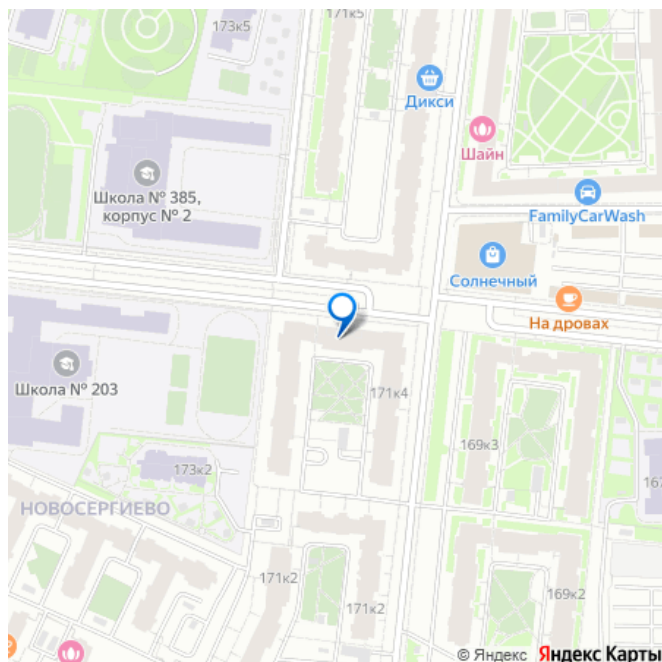 171к5
173к5
Дикси
Шайн
Школа № 385,
корпус № 2
FamilyCarWash
Солнечный
На дровах
Школа № 203
171к4
169к3
173к2
167
НОВОСЕРГИЕВО
171к2
171к2
169к2
© Яндекс Яндекс Карты